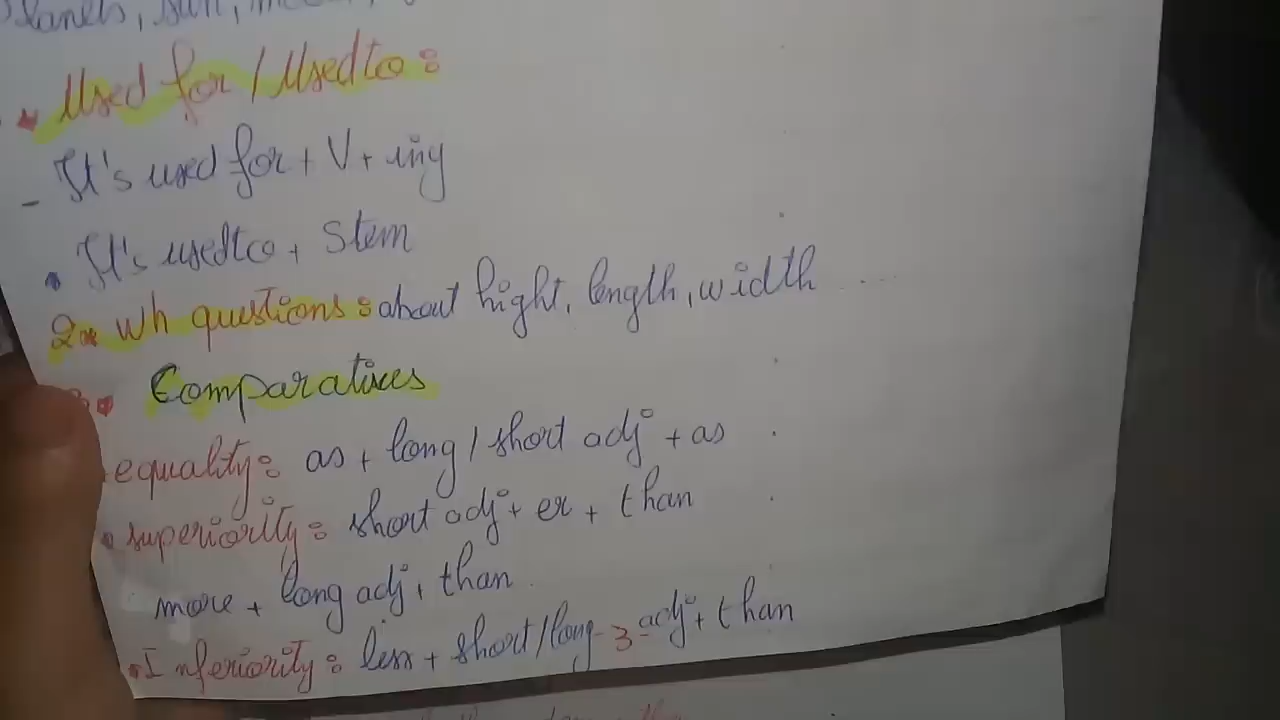 sun,
* Used for / Used to :
- It's used for + V + ing
• It's used to + Stem
2* Wh questions : about hight, length, width ....
• Comparatives
equality : as + long / short adj + as
• superiority : short adj + er + than
more + long adj + than
• Inferiority : less + short / long - 3 - adj + than